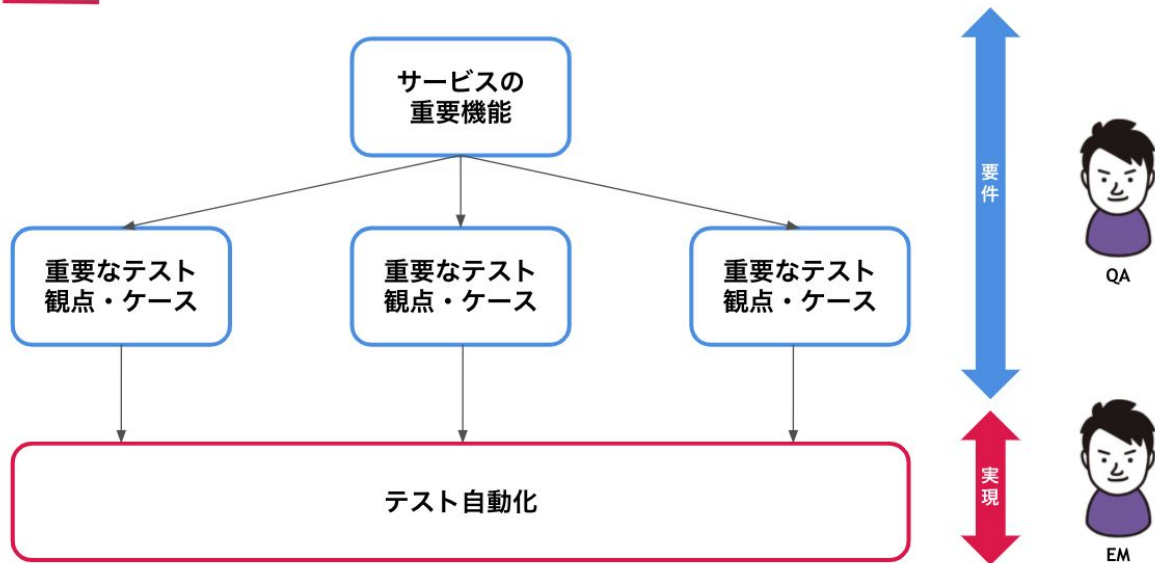 サービスの
重要機能
重要なテスト
観点・ケース
重要なテスト
観点・ケース
重要なテスト
観点・ケース
テスト自動化
要件
QA
実現
EM